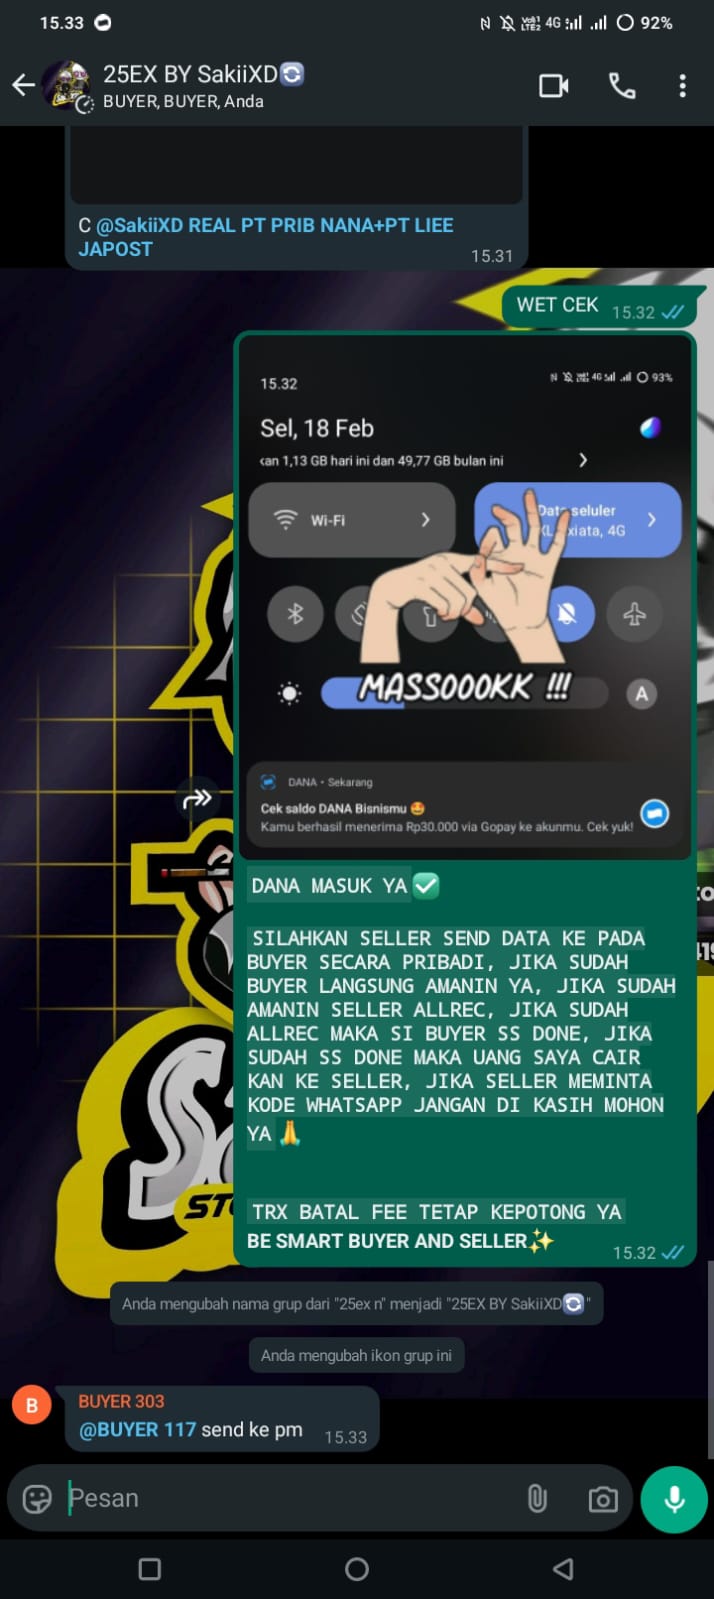 15.33
4G
92%
25EX BY SakiiXD
BUYER, BUYER, Anda
C @SakiiXD REAL PT PRIB NANA+PT LIEE
JAPOST
15.31
WET CEK
15.32
15.32
4G
93%
Sel, 18 Feb
kan 1,13 GB hari ini dan 49,77 GB bulan ini
Wi-Fi
Data seluler
XL Axiata, 4G
MASSOOOKK !!!
A
DANA • Sekarang
Cek saldo DANA Bisnismu 🤩
Kamu berhasil menerima Rp30.000 via Gopay ke akunmu. Cek yuk!
DANA MASUK YA ✅
SILAHKAN SELLER SEND DATA KE PADA
BUYER SECARA PRIBADI, JIKA SUDAH
BUYER LANGSUNG AMANIN YA, JIKA SUDAH
AMANIN SELLER ALLREC, JIKA SUDAH
ALLREC MAKA SI BUYER SS DONE, JIKA
SUDAH SS DONE MAKA UANG SAYA CAIR
KAN KE SELLER, JIKA SELLER MEMINTA
KODE WHATSAPP JANGAN DI KASIH MOHON
YA 🙏
TRX BATAL FEE TETAP KEPOTONG YA
BE SMART BUYER AND SELLER✨
15.32
Anda mengubah nama grup dari "25ex n" menjadi "25EX BY SakiiXD🔄"
Anda mengubah ikon grup ini
B
BUYER 303
@BUYER 117 send ke pm
15.33
Pesan